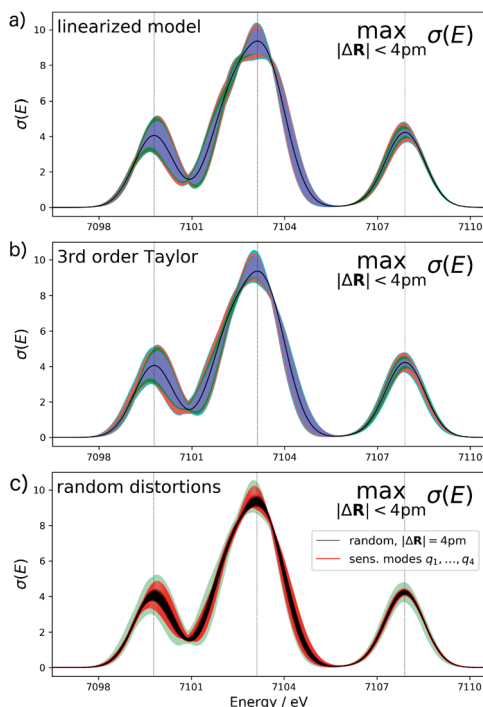 a)
linearized model
max σ(E)
|ΔR| < 4pm
10
8
6
4
2
0
σ(E)
7098 7101 7104 7107 7110
b)
3rd order Taylor
max σ(E)
|ΔR| < 4pm
10
8
6
4
2
0
σ(E)
7098 7101 7104 7107 7110
c)
random distortions
max σ(E)
|ΔR| < 4pm
random, |ΔR| = 4pm
sens. modes q₁, ..., q₄
10
8
6
4
2
0
σ(E)
7098 7101 7104 7107 7110
Energy / eV